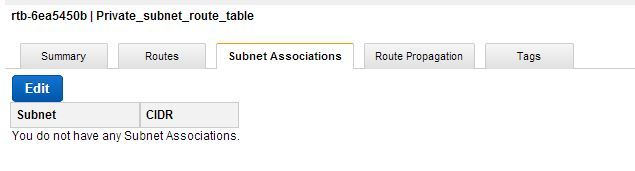 rtb-6ea5450b | Private_subnet_route_table
Summary Routes Subnet Associations Route Propagation Tags
Edit
Subnet CIDR
You do not have any Subnet Associations.